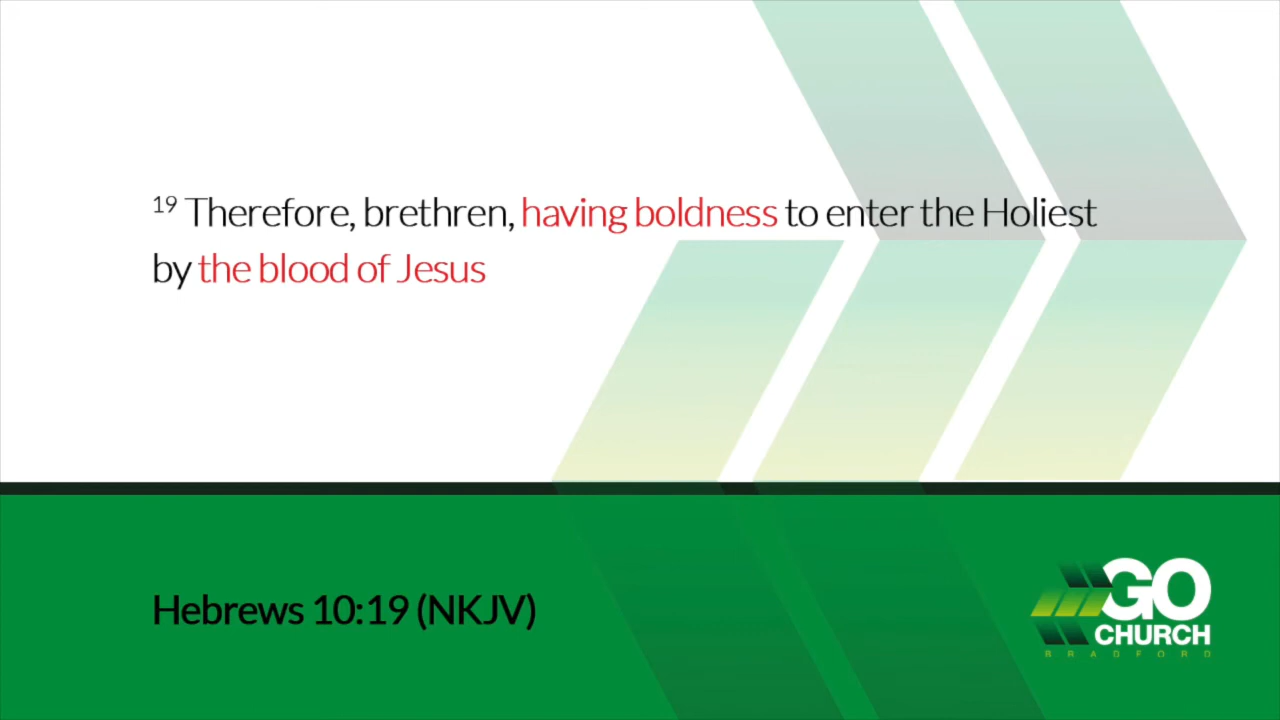 19 Therefore, brethren, having boldness to enter the Holiest
by the blood of Jesus
Hebrews 10:19 (NKJV)
GO
CHURCH
BRADFORD